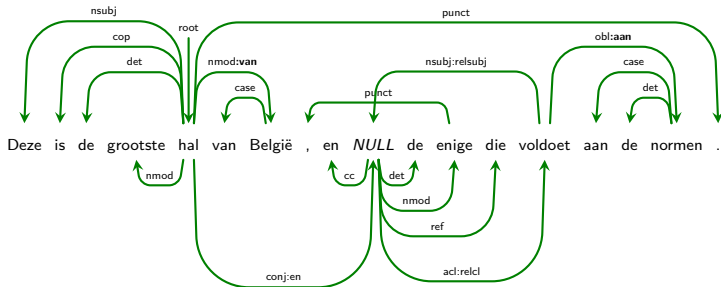 punct
nsubj
root
cop
obl:aan
det
nmod:van
nsubj:relsubj
case
case
punct
det
Deze is de grootste hal van België , en NULL de enige die voldoet aan de normen .
nmod
cc
det
nmod
ref
conj:en
acl:relcl